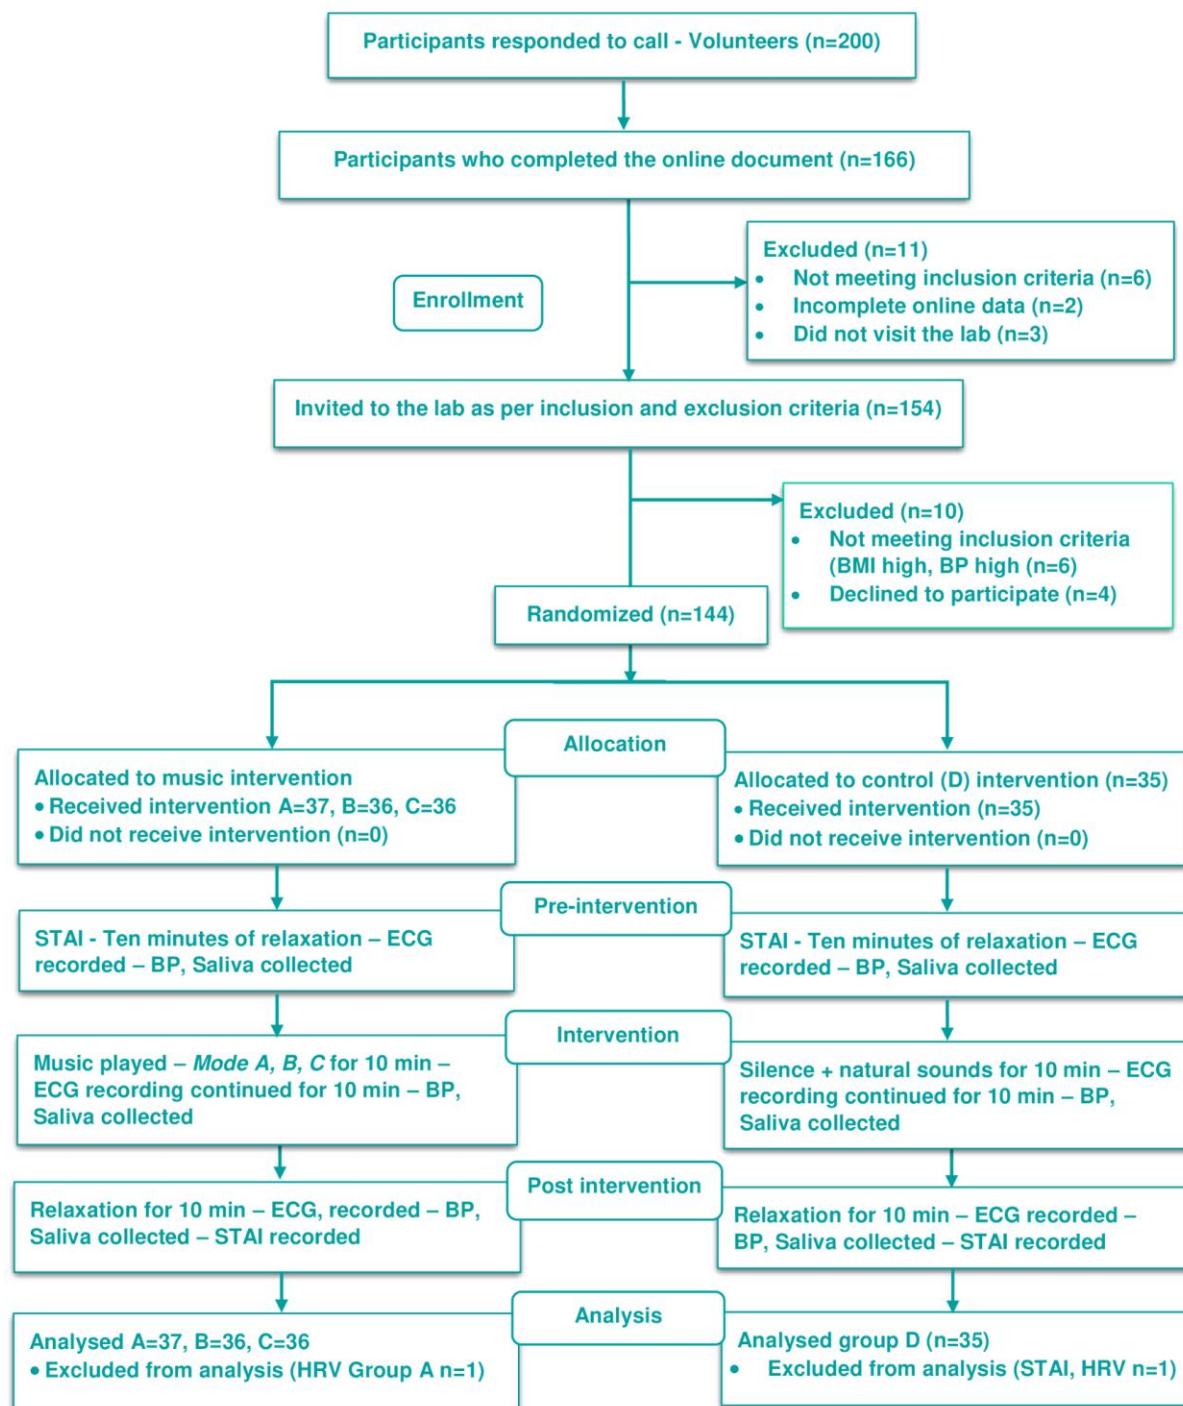 Participants responded to call - Volunteers (n=200)
Participants who completed the online document (n=166)
Excluded (n=11)
• Not meeting inclusion criteria (n=6)
• Incomplete online data (n=2)
• Did not visit the lab (n=3)
Enrollment
Invited to the lab as per inclusion and exclusion criteria (n=154)
Excluded (n=10)
• Not meeting inclusion criteria
(BMI high, BP high (n=6)
• Declined to participate (n=4)
Randomized (n=144)
Allocation
Allocated to music intervention
• Received intervention A=37, B=36, C=36
• Did not receive intervention (n=0)
Allocated to control (D) intervention (n=35)
• Received intervention (n=35)
• Did not receive intervention (n=0)
Pre-intervention
STAI - Ten minutes of relaxation – ECG
recorded – BP, Saliva collected
STAI - Ten minutes of relaxation – ECG
recorded – BP, Saliva collected
Intervention
Music played – Mode A, B, C for 10 min –
ECG recording continued for 10 min – BP,
Saliva collected
Silence + natural sounds for 10 min – ECG
recording continued for 10 min – BP,
Saliva collected
Post intervention
Relaxation for 10 min – ECG, recorded – BP,
Saliva collected – STAI recorded
Relaxation for 10 min – ECG recorded –
BP, Saliva collected – STAI recorded
Analysis
Analysed A=37, B=36, C=36
• Excluded from analysis (HRV Group A n=1)
Analysed group D (n=35)
• Excluded from analysis (STAI, HRV n=1)